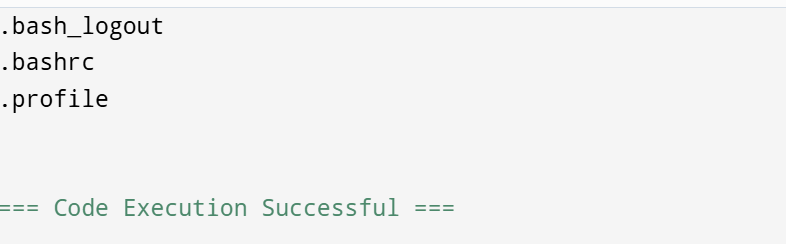 .bash_logout
.bashrc
.profile
=== Code Execution Successful ===